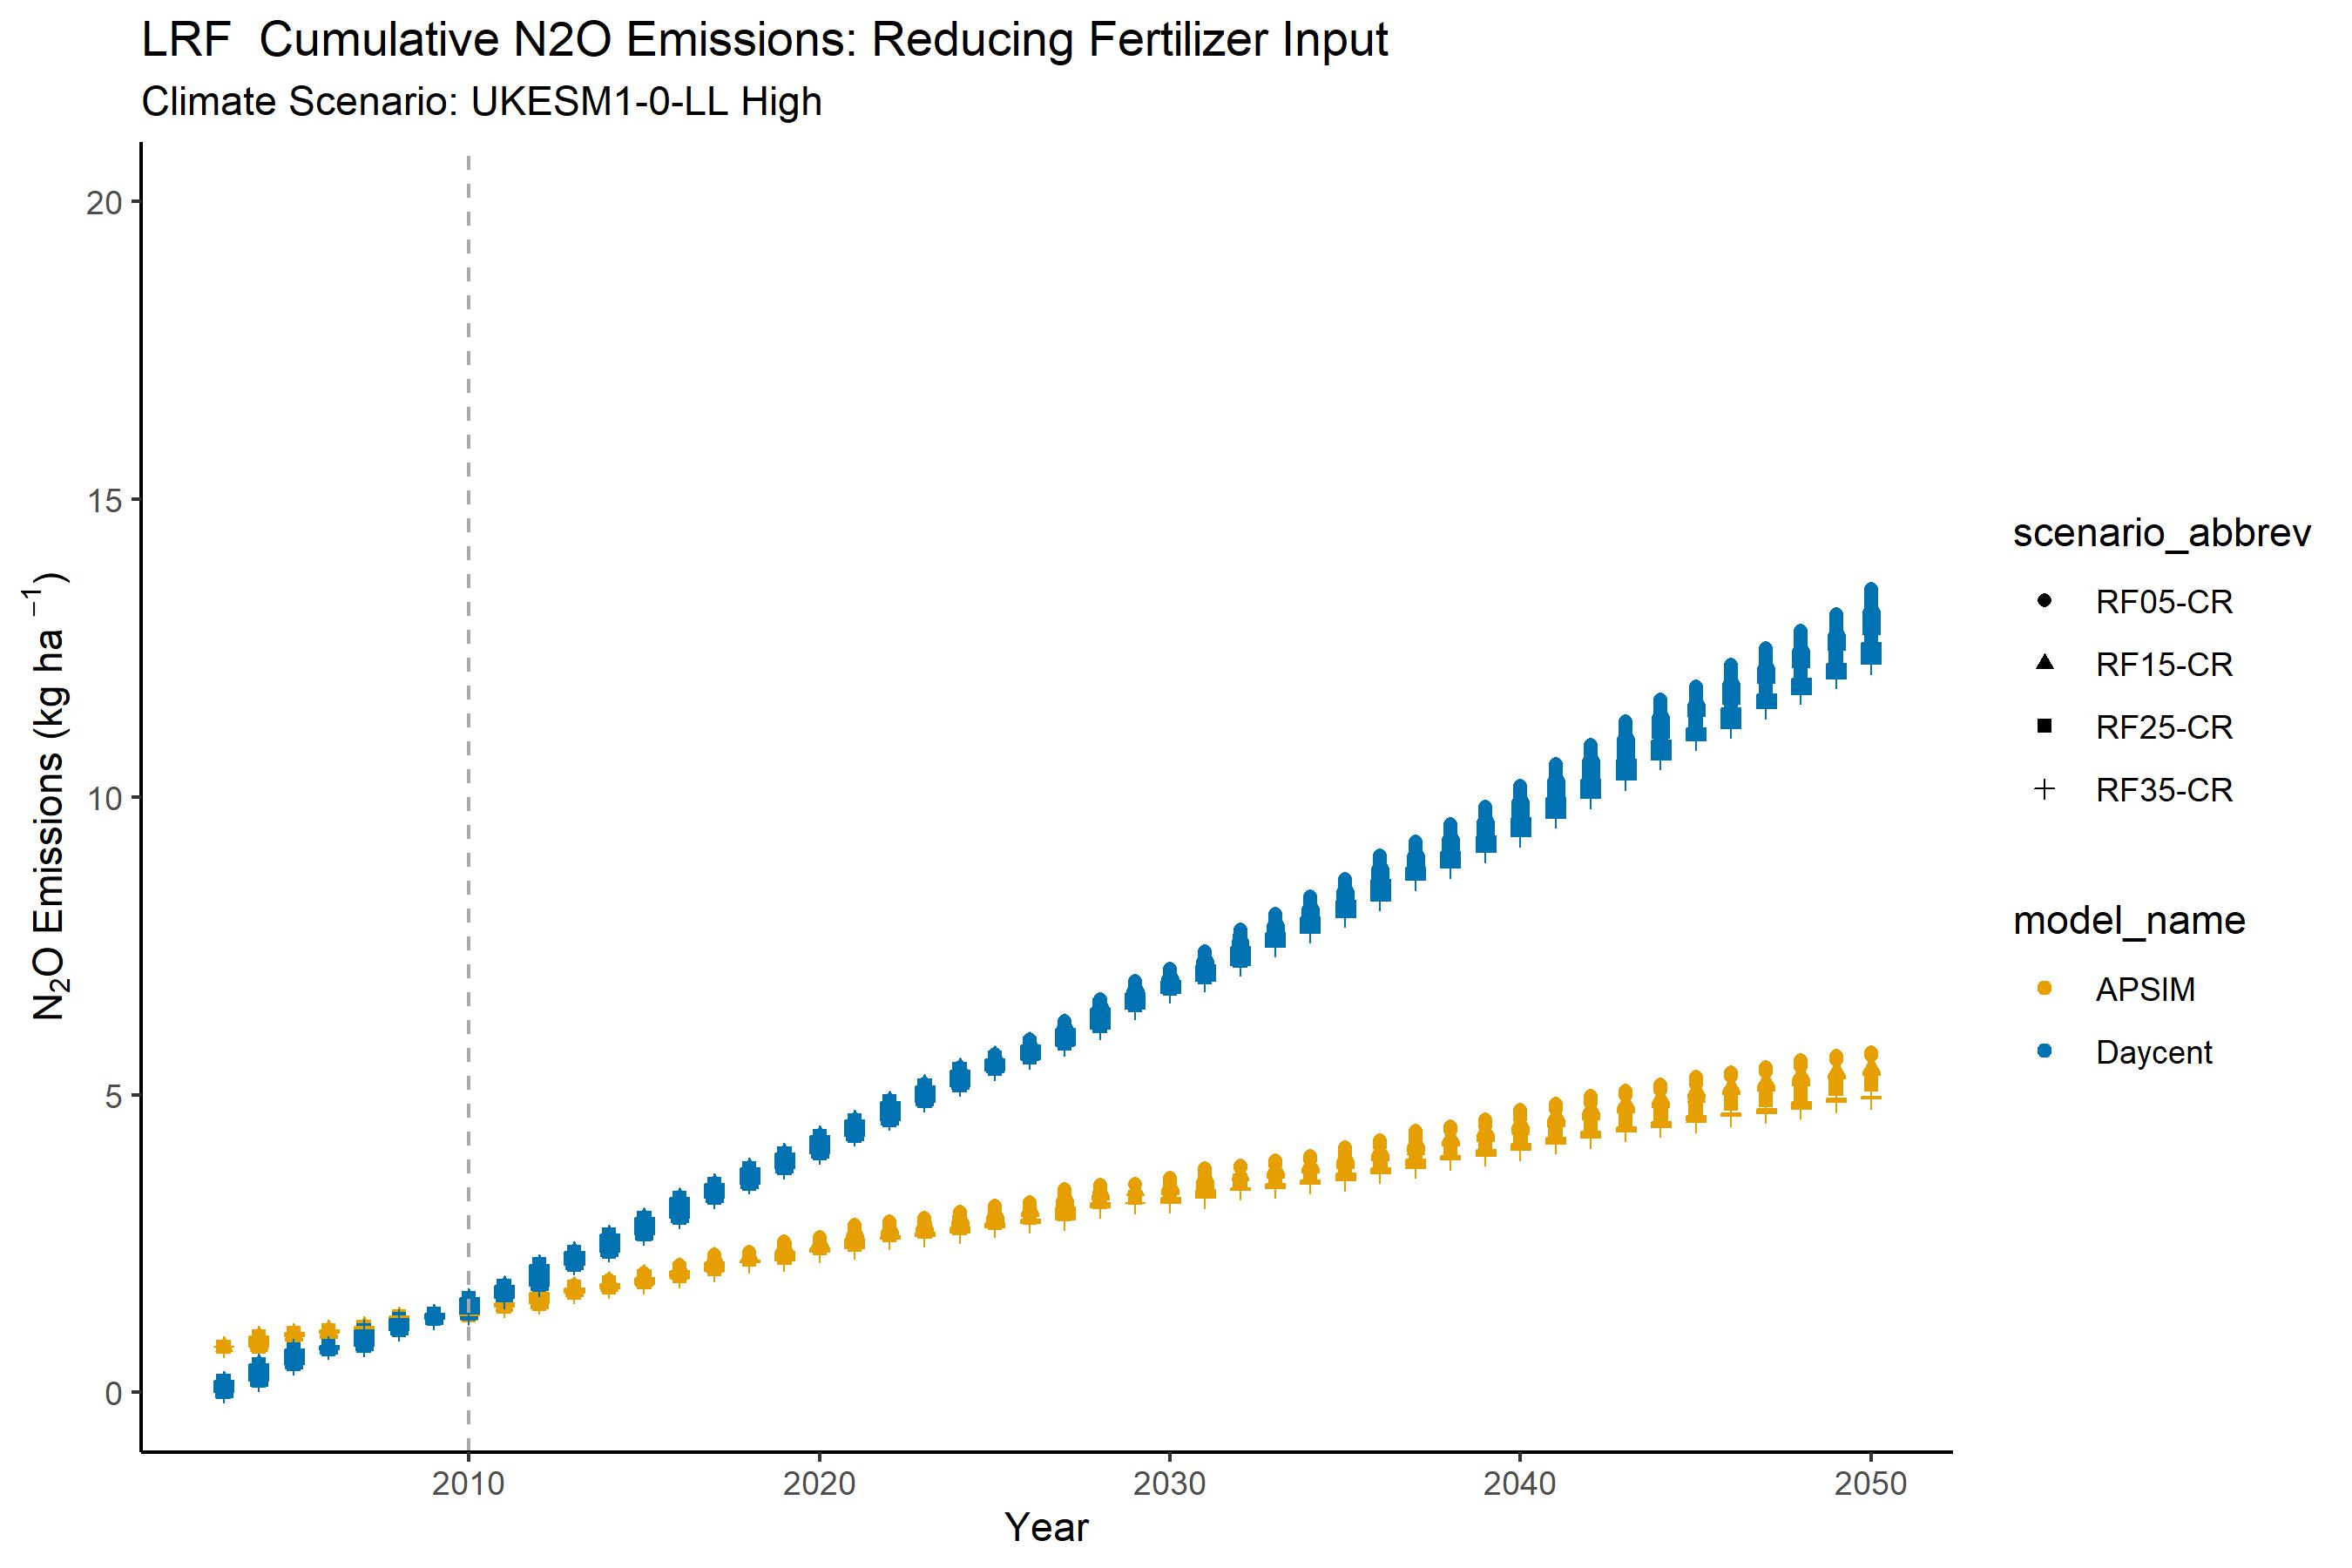 LRF  Cumulative N2O Emissions: Reducing Fertilizer Input
Climate Scenario: UKESM1-0-LL High
N₂O Emissions (kg ha ⁻¹)
20
15
10
5
0
2010
2020
2030
2040
2050
Year
scenario_abbrev
RF05-CR
RF15-CR
RF25-CR
RF35-CR
model_name
APSIM
Daycent